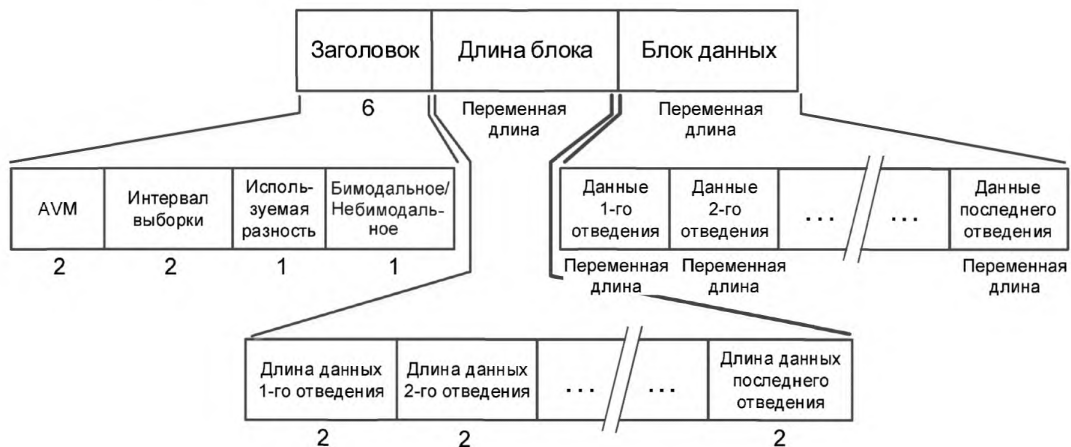 Заголовок
Длина блока
Блок данных
6
Переменная
длина
Переменная
длина
AVM
Интервал
выборки
Исполь-
зуемая
разность
Бимодальное/
Небимодаль-
ное
Данные
1-го
отведения
Данные
2-го
отведения
...
...
Данные
последнего
отведения
2
2
1
1
Переменная
длина
Переменная
длина
Переменная
длина
Длина данных
1-го отведения
Длина данных
2-го отведения
...
...
Длина данных
последнего
отведения
2
2
2